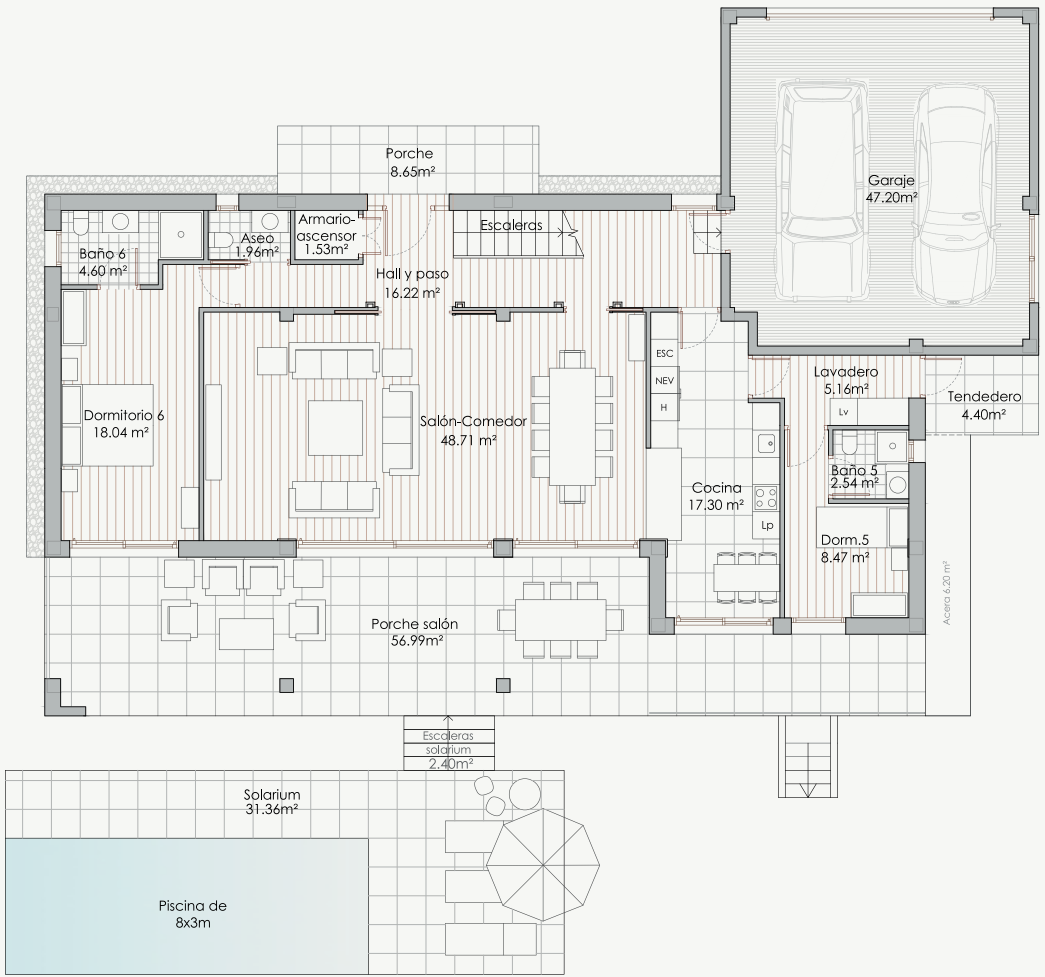 Porche
8.65m²
Garaje
47.20m²
Armario-
ascensor
1.53m²
Escaleras
Aseo
1.96m²
Baño 6
4.60 m²
Hall y paso
16.22 m²
ESC
NEV
H
Lavadero
5.16m²
Lv
Tendedero
4.40m²
Dormitorio 6
18.04 m²
Salón-Comedor
48.71 m²
Baño 5
2.54 m²
Cocina
17.30 m²
Lp
Dorm.5
8.47 m²
Acera 6.20 m²
Porche salón
56.99m²
Escaleras
solarium
2.40m²
Solarium
31.36m²
Piscina de
8x3m